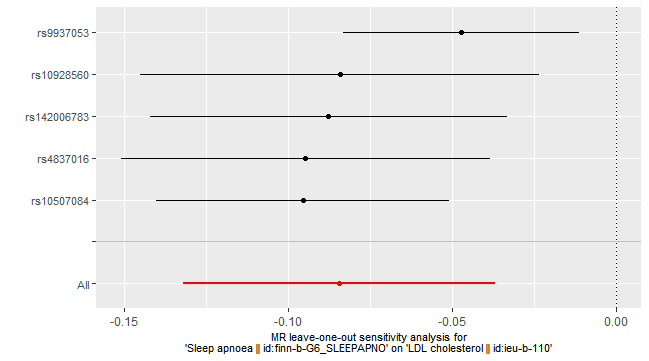 rs9937053
rs10928560
rs142006783
rs4837016
rs10507084
All
-0.15 -0.10 -0.05 0.00
MR leave-one-out sensitivity analysis for
'Sleep apnoea || id:finn-b-G6_SLEEPAPNO' on 'LDL cholesterol || id:ieu-b-110'